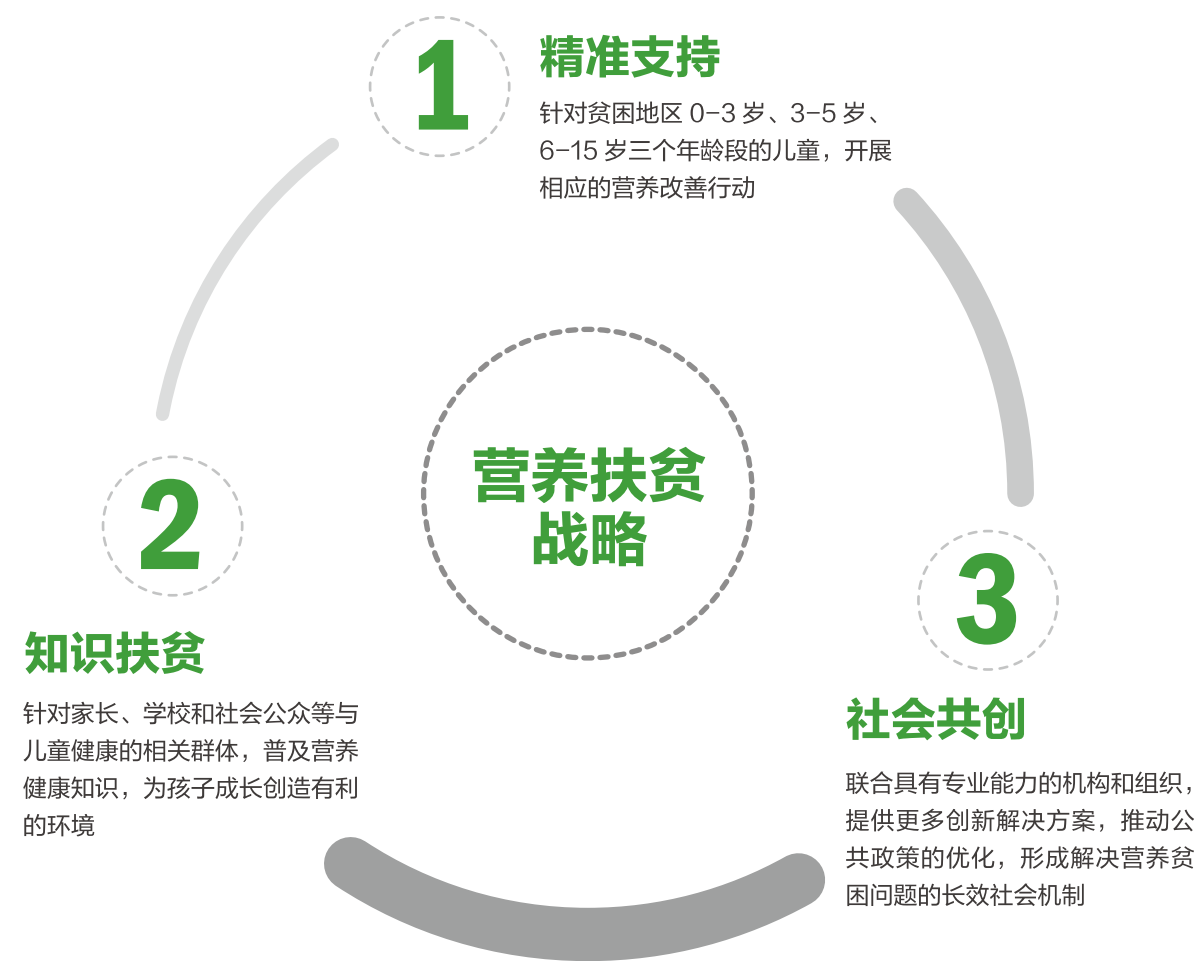 1
精准支持
针对贫困地区 0-3 岁、3-5 岁、
6-15 岁三个年龄段的儿童，开展
相应的营养改善行动
营养扶贫
战略
2
知识扶贫
针对家长、学校和社会公众等与
儿童健康的相关群体，普及营养
健康知识，为孩子成长创造有利
的环境
3
社会共创
联合具有专业能力的机构和组织，
提供更多创新解决方案，推动公
共政策的优化，形成解决营养贫
困问题的长效社会机制